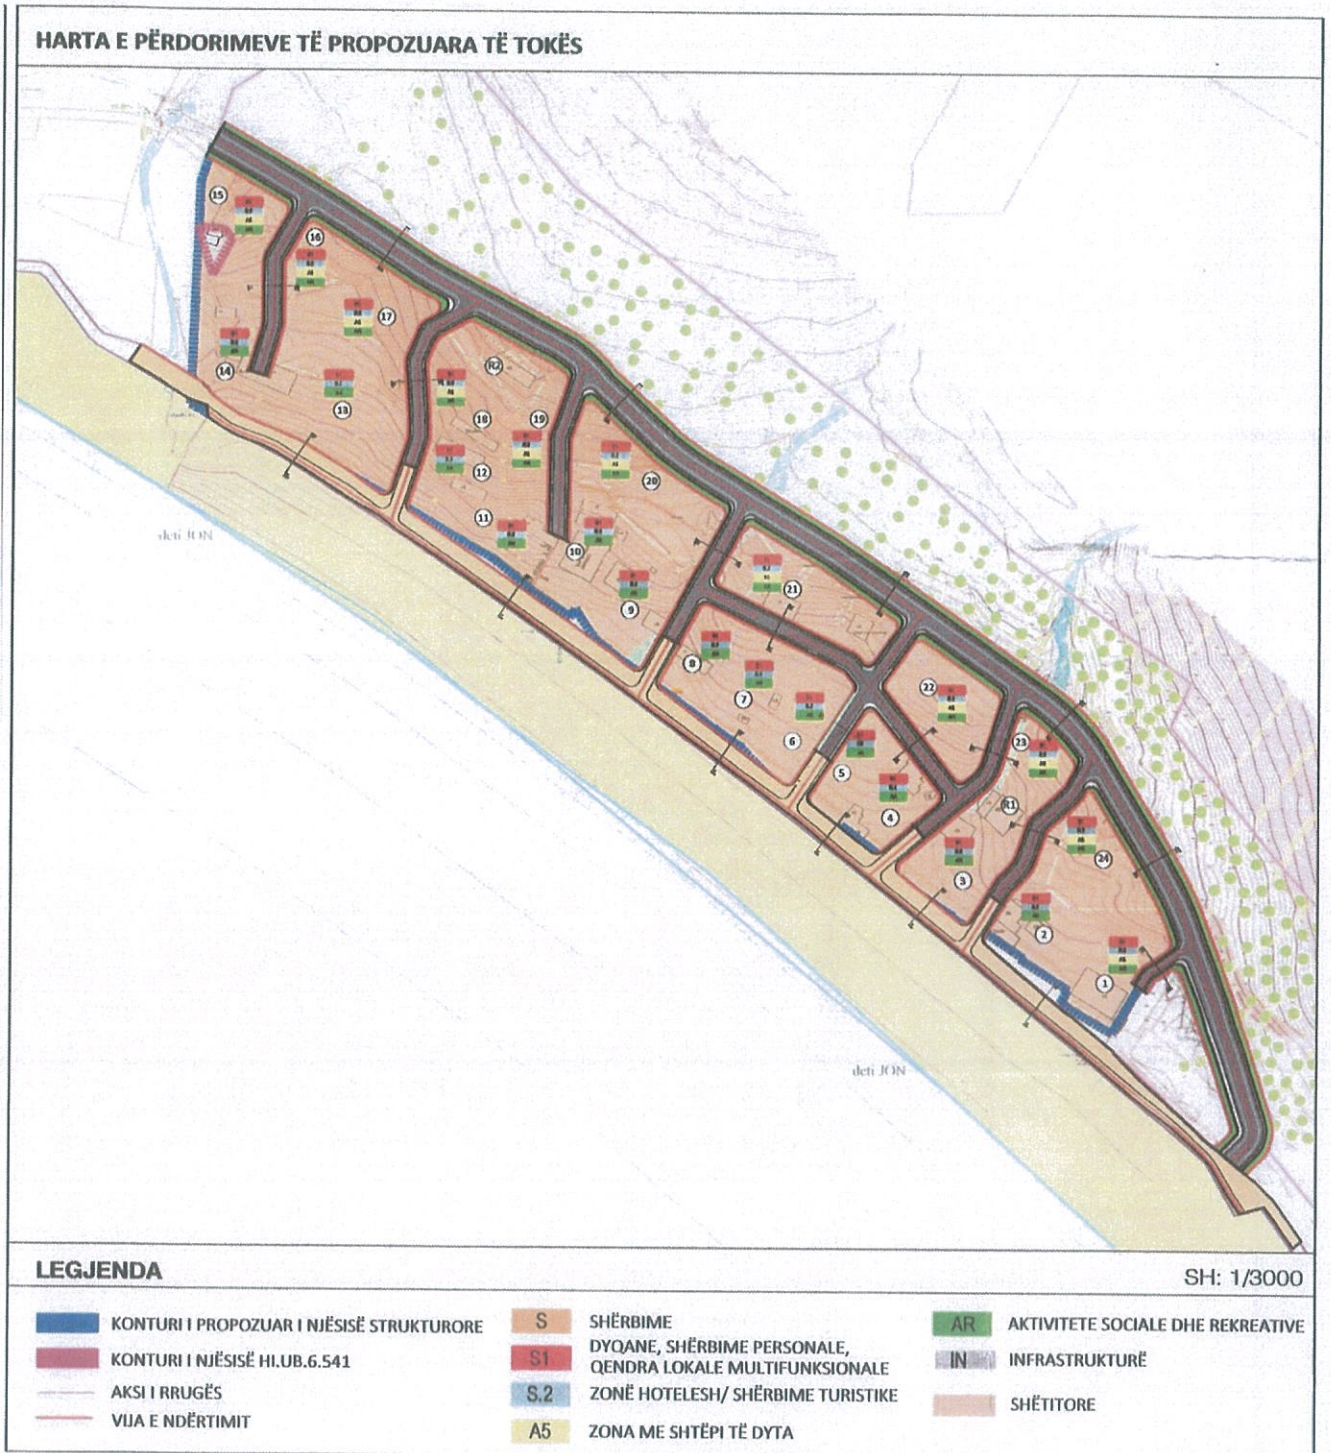 HARTA E PËRDORIMEVE TË PROPOZUARA TË TOKËS
15
16
17
14
13
R2
18
19
20
12
11
10
9
21
8
7
6
22
5
4
23
R1
3
24
2
1
deti JON
deti JON
LEGJENDA
SH: 1/3000
KONTURI I PROPOZUAR I NJËSISË STRUKTURORE
KONTURI I NJËSISË HI.UB.6.541
AKSI I RRUGËS
VIJA E NDËRTIMIT
S SHËRBIME
S1 DYQANE, SHËRBIME PERSONALE,
QENDRA LOKALE MULTIFUNKSIONALE
S.2 ZONË HOTELESH/ SHËRBIME TURISTIKE
A5 ZONA ME SHTËPI TË DYTA
AR AKTIVITETE SOCIALE DHE REKREATIVE
IN INFRASTRUKTURË
SHËTITORE